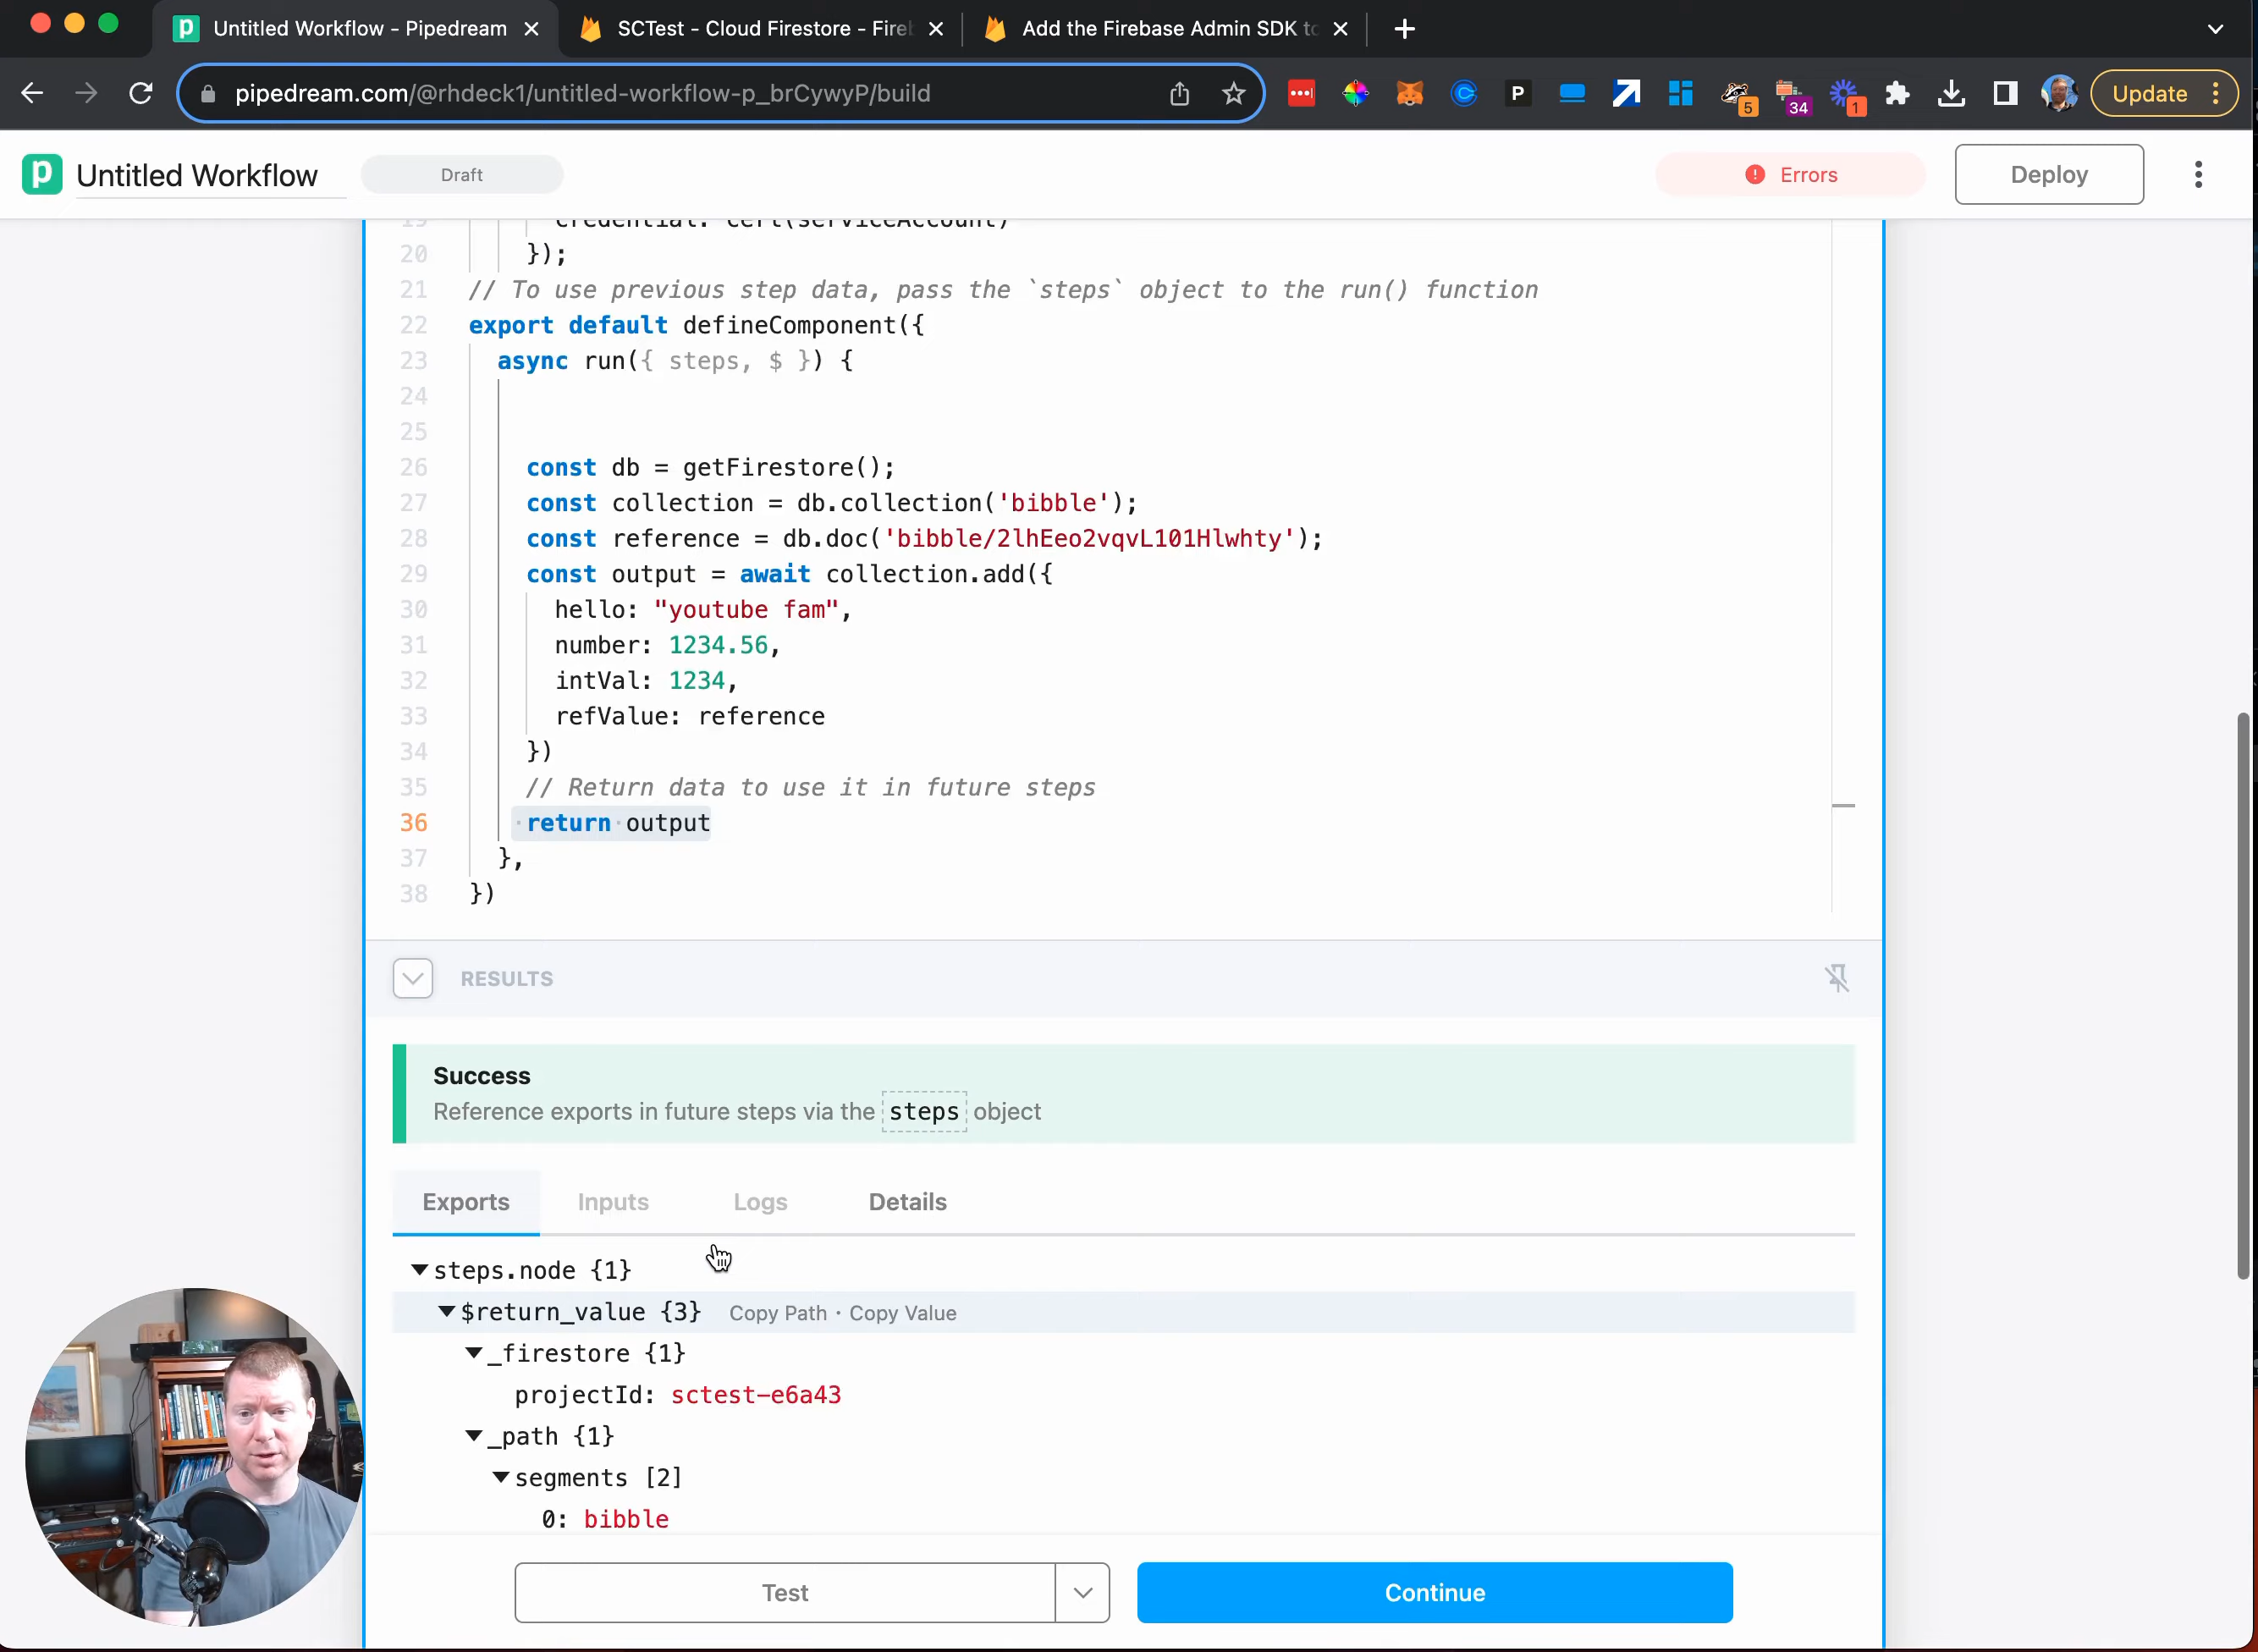 Untitled Workflow - Pipedream
SCTest - Cloud Firestore - Fire
Add the Firebase Admin SDK to
pipedream.com/@rhdeck1/untitled-workflow-p_brCywyP/build
P
5
34
1
Update
p Untitled Workflow
Draft
Errors
Deploy
19 credential: cert(serviceAccount)
20 });
21 // To use previous step data, pass the `steps` object to the run() function
22 export default defineComponent({
23 async run({ steps, $ }) {
24
25
26 const db = getFirestore();
27 const collection = db.collection('bibble');
28 const reference = db.doc('bibble/2lhEeo2vqvL101Hlwhty');
29 const output = await collection.add({
30 hello: "youtube fam",
31 number: 1234.56,
32 intVal: 1234,
33 refValue: reference
34 })
35 // Return data to use it in future steps
36 return output
37 },
38 })
RESULTS
Success
Reference exports in future steps via the steps object
Exports Inputs Logs Details
steps.node {1}
$return_value {3} Copy Path • Copy Value
_firestore {1}
projectId: sctest-e6a43
_path {1}
segments [2]
0: bibble
Test
Continue